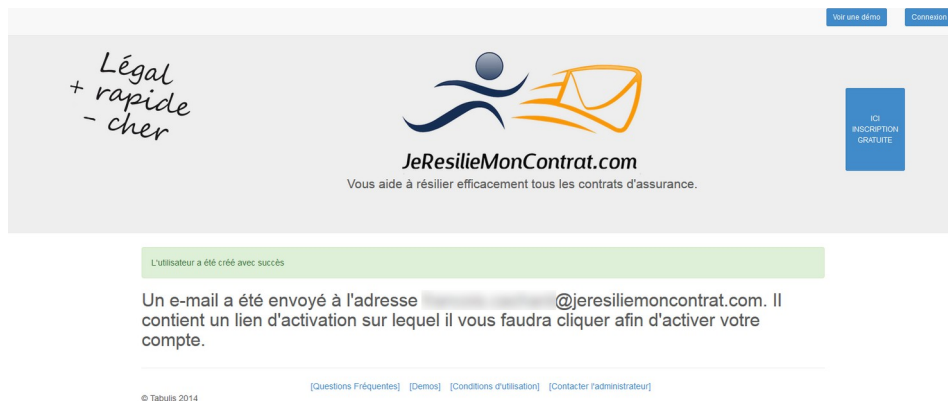 Voir une démo
Connexion
Légal
+ rapide
- cher
ICI
INSCRIPTION
GRATUITE
JeResilieMonContrat.com
Vous aide à résilier efficacement tous les contrats d'assurance.
L'utilisateur a été créé avec succès
Un e-mail a été envoyé à l'adresse @jeresiliemoncontrat.com. Il
contient un lien d'activation sur lequel il vous faudra cliquer afin d'activer votre
compte.
[Questions Fréquentes] [Demos] [Conditions d'utilisation] [Contacter l'administrateur]
© Tabulis 2014